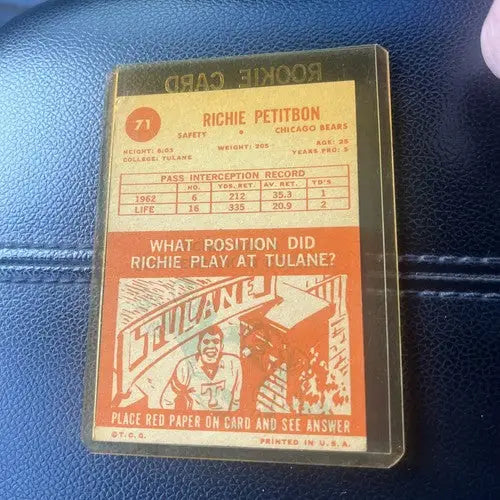 ROOKIE CARD
71
RICHIE PETITBON
SAFETY • CHICAGO BEARS
HEIGHT: 6.03 WEIGHT: 205 AGE: 25
COLLEGE: TULANE YEARS PRO: 5
PASS INTERCEPTION RECORD
NO. YDS. RET. AV. RET. TD'S
1962 6 212 35.3 1
LIFE 16 335 20.9 2
WHAT POSITION DID
RICHIE PLAY AT TULANE?
TULANE
T
PLACE RED PAPER ON CARD AND SEE ANSWER
©T.C.G. PRINTED IN U.S.A.